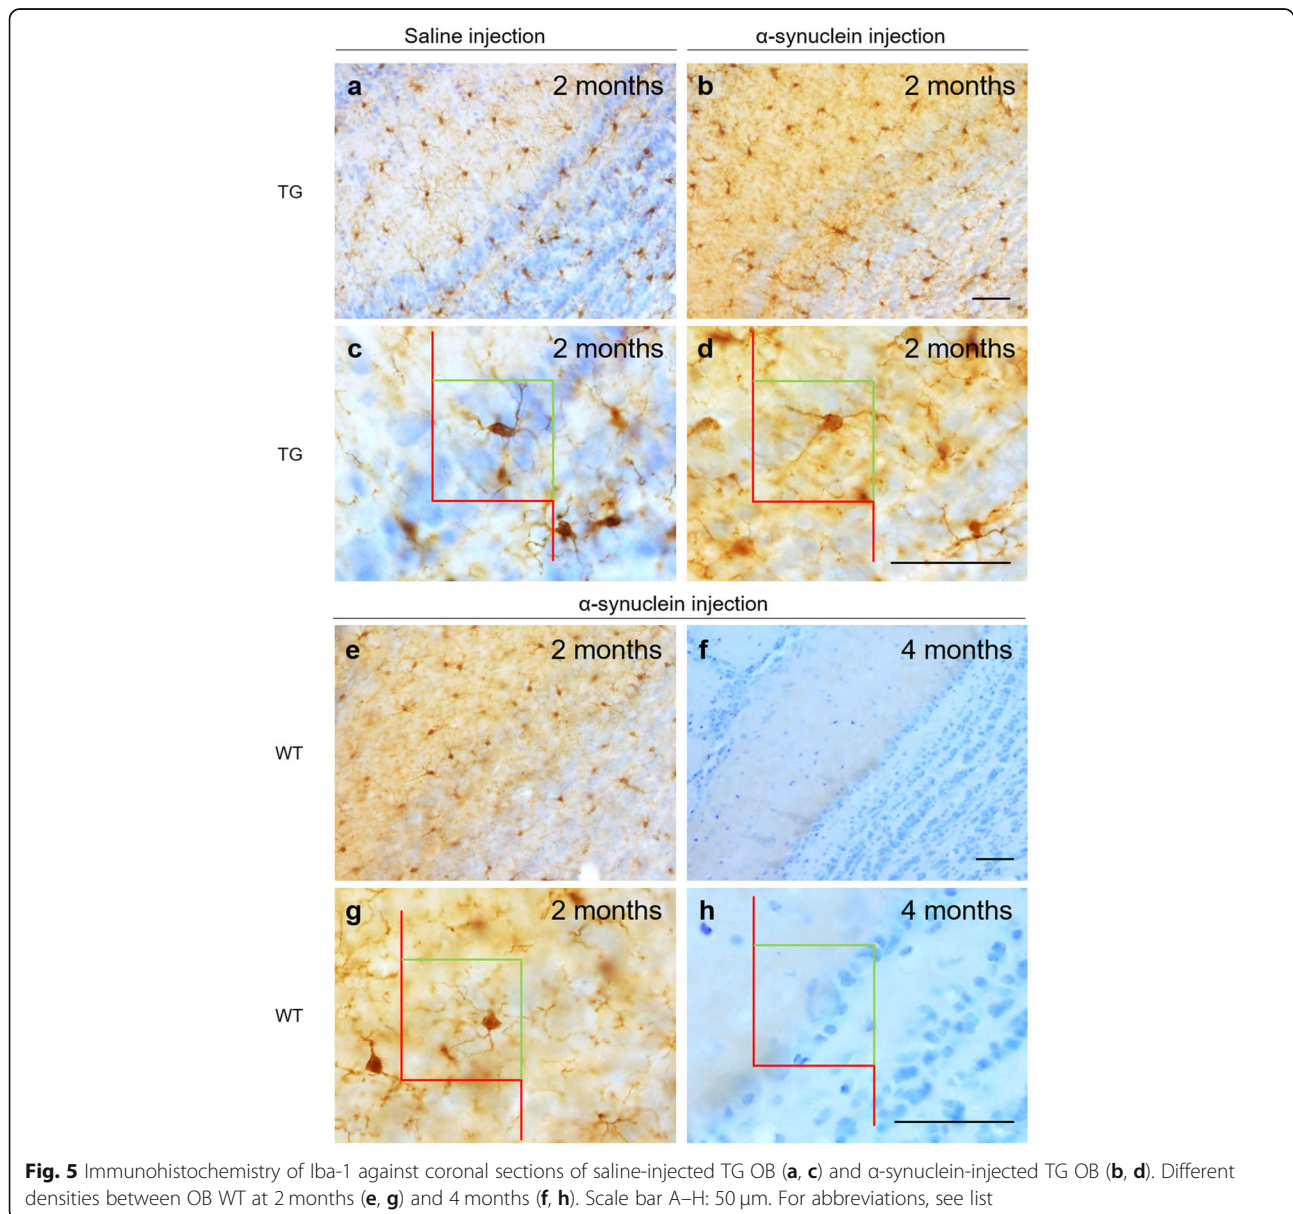 Saline injection
α-synuclein injection
a 2 months
b 2 months
TG
c 2 months
d 2 months
TG
α-synuclein injection
e 2 months
f 4 months
WT
g 2 months
h 4 months
WT
Fig. 5 Immunohistochemistry of Iba-1 against coronal sections of saline-injected TG OB (a, c) and α-synuclein-injected TG OB (b, d). Different
densities between OB WT at 2 months (e, g) and 4 months (f, h). Scale bar A–H: 50 μm. For abbreviations, see list